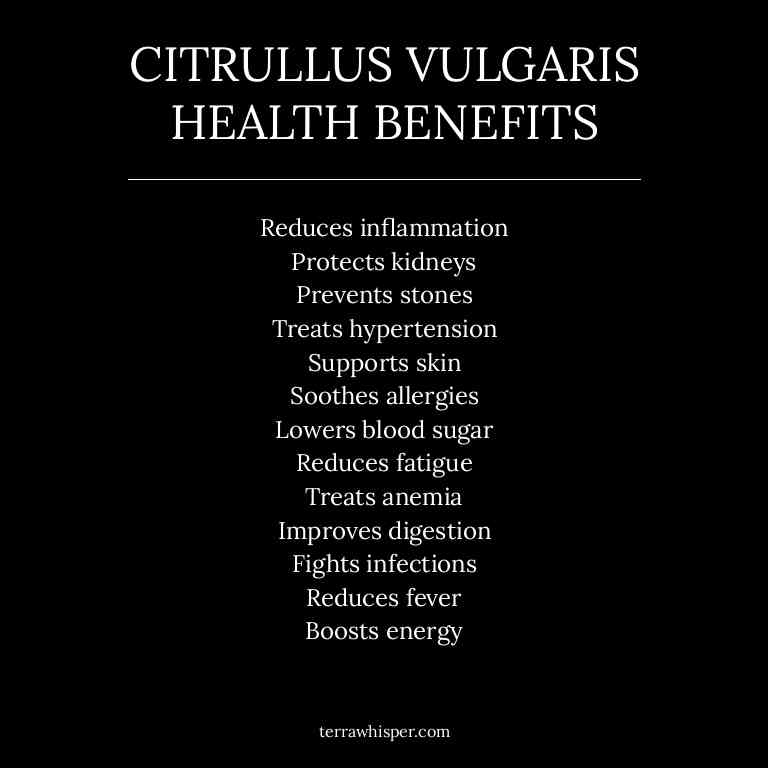 CITRULLUS VULGARIS
HEALTH BENEFITS
Reduces inflammation
Protects kidneys
Prevents stones
Treats hypertension
Supports skin
Soothes allergies
Lowers blood sugar
Reduces fatigue
Treats anemia
Improves digestion
Fights infections
Reduces fever
Boosts energy
terrawhisper.com